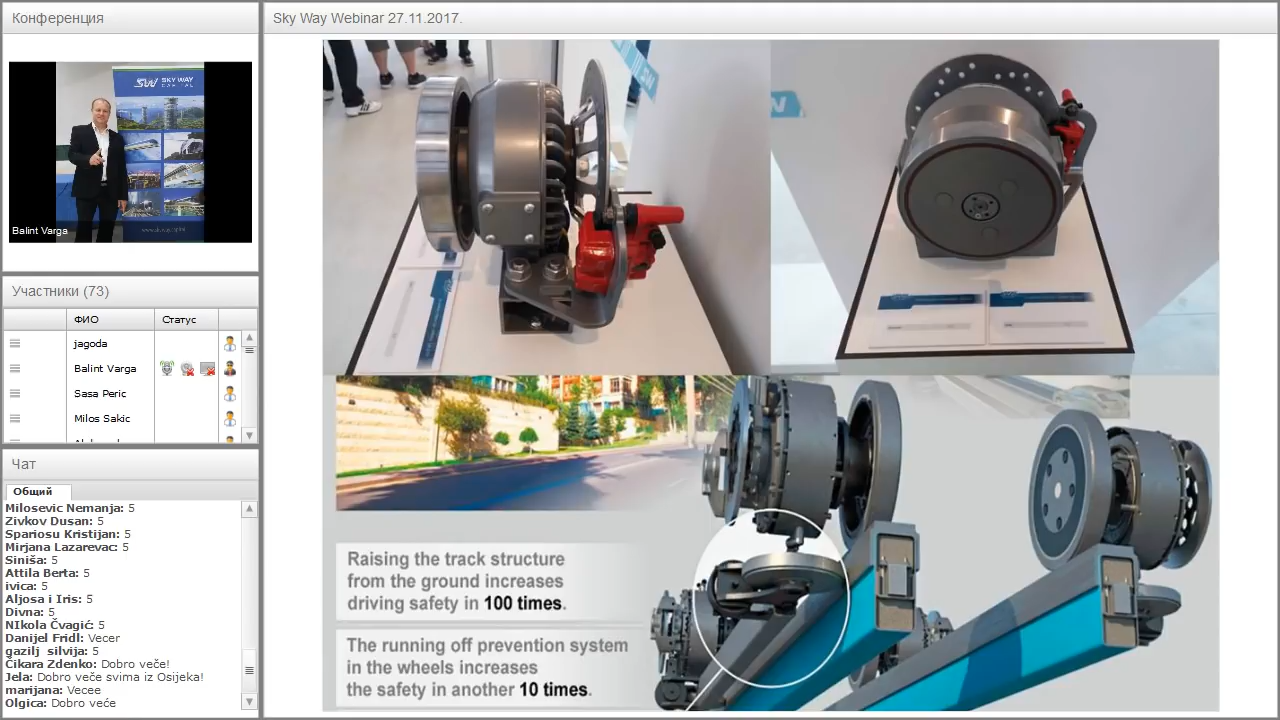 Конференция
SKY WAY
CAPITAL
Balint Varga
Участники (73)
ФИО Статус
jagoda
Balint Varga
Sasa Peric
Milos Sakic
Чат
Общий
Milosevic Nemanja: 5
Zivkov Dusan: 5
Spariosu Kristijan: 5
Mirjana Lazarevac: 5
Siniša: 5
Attila Berta: 5
ivica: 5
Aljosa i Iris: 5
Divna: 5
NIkola Čvagić: 5
Danijel Fridl: Vecer
gazilj silvija: 5
Čikara Zdenko: Dobro veče!
Jela: Dobro veče svima iz Osijeka!
marijana: Vecee
Olgica: Dobro vece
Sky Way Webinar 27.11.2017.
Raising the track structure
from the ground increases
driving safety in 100 times.
The running off prevention system
in the wheels increases
the safety in another 10 times.